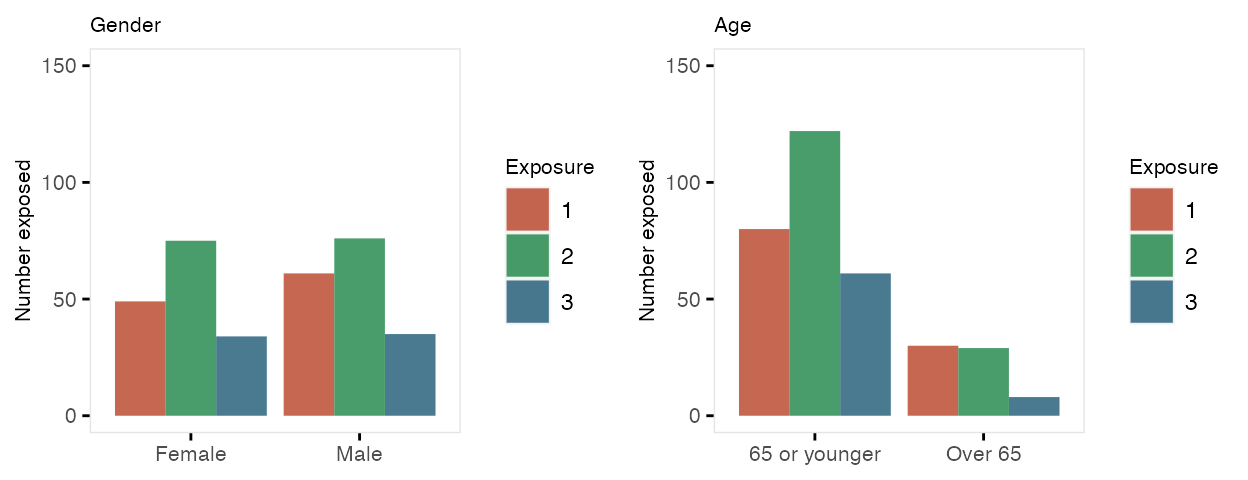 Gender
150
100
50
0
Number exposed
Female Male
Exposure
1
2
3
Age
150
100
50
0
Number exposed
65 or younger Over 65
Exposure
1
2
3